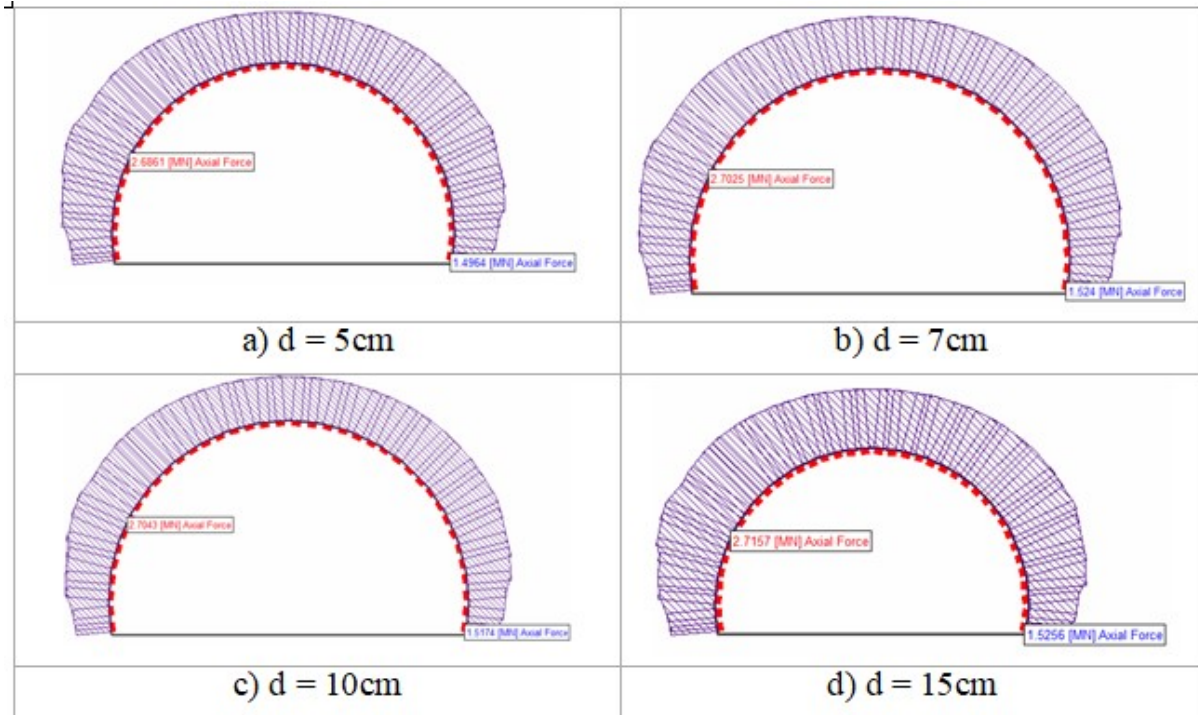 2.6861 [MN] Axial Force
1.4964 [MN] Axial Force
2.7025 [MN] Axial Force
1.524 [MN] Axial Force
a) d = 5cm
b) d = 7cm
2.7043 [MN] Axial Force
1.5174 [MN] Axial Force
2.7157 [MN] Axial Force
1.5256 [MN] Axial Force
c) d = 10cm
d) d = 15cm